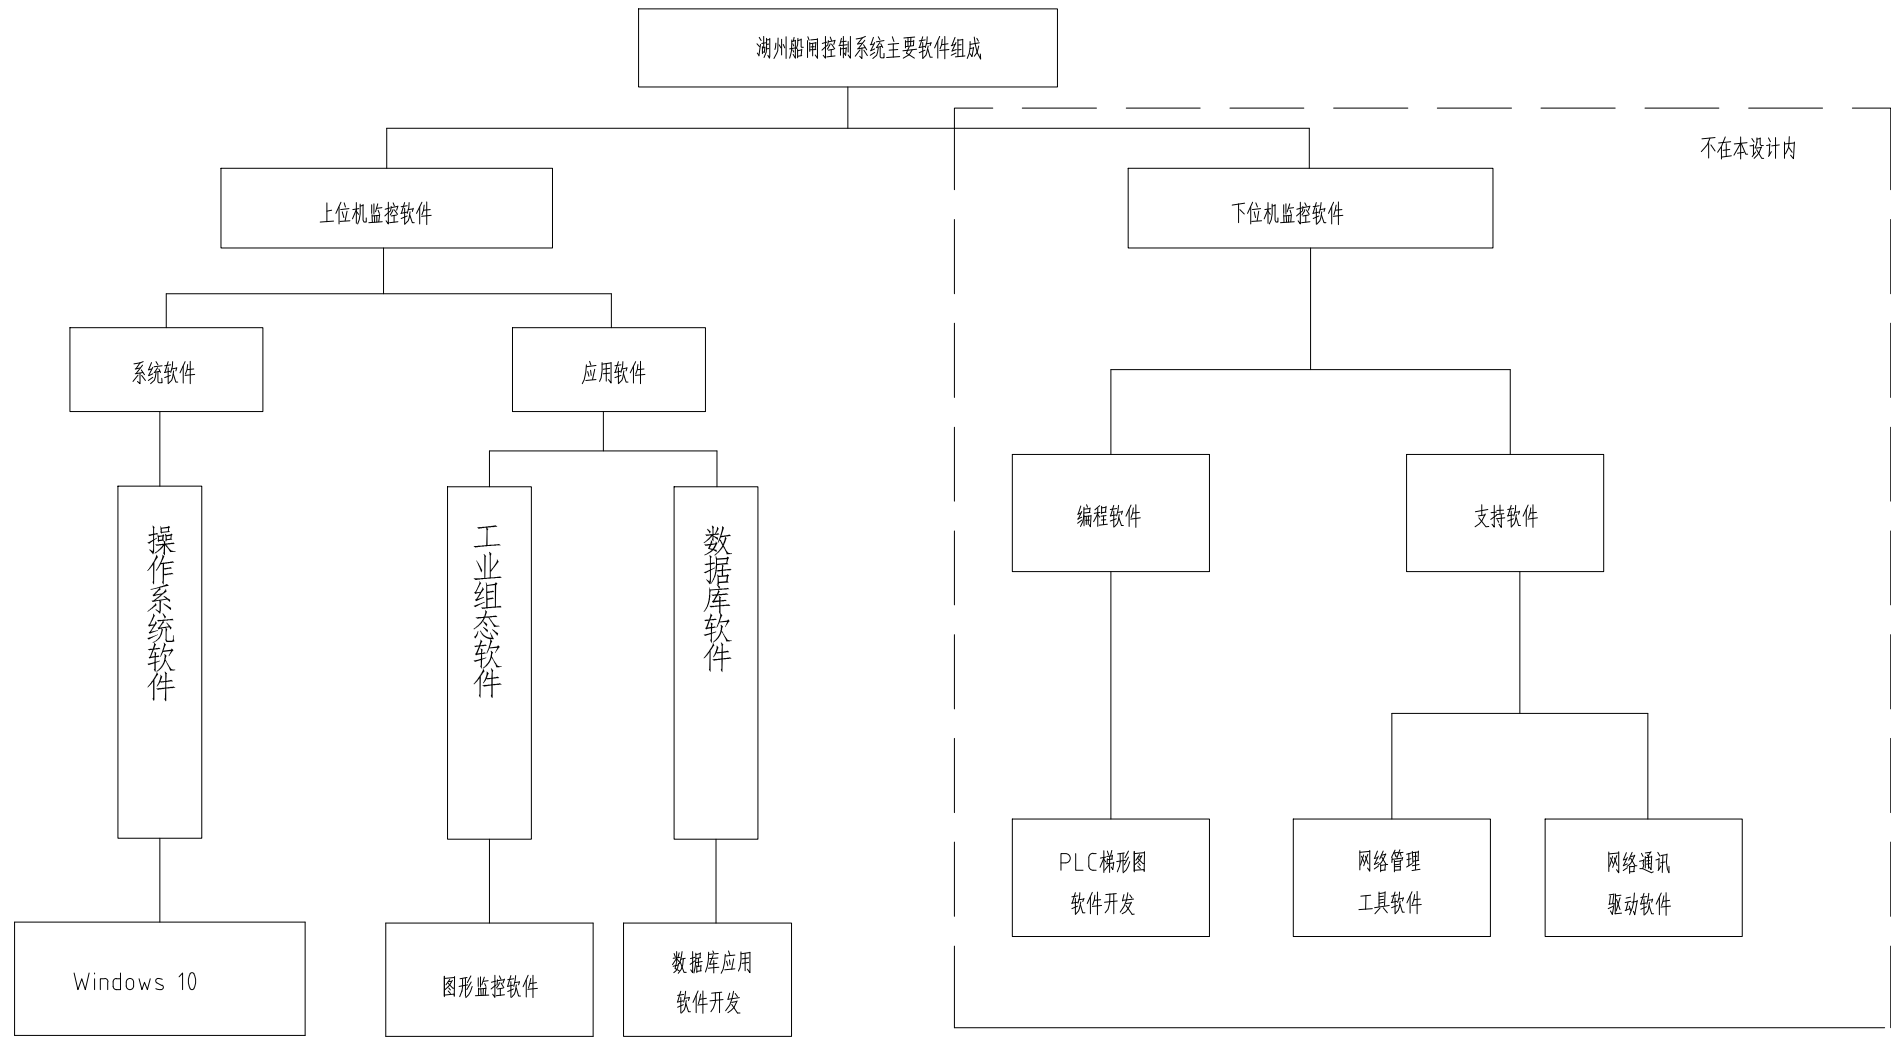 湖州船闸控制系统主要软件组成
不在本设计内
上位机监控软件
下位机监控软件
系统软件
应用软件
编程软件
支持软件
操作系统软件
工业组态软件
数据库软件
PLC梯形图
软件开发
网络管理
工具软件
网络通讯
驱动软件
Windows 10
图形监控软件
数据库应用
软件开发